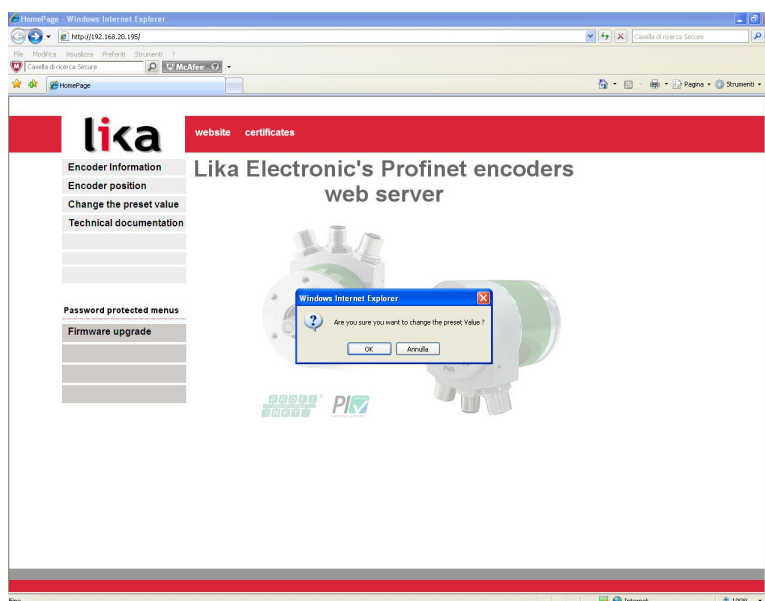 HomePage - Windows Internet Explorer
http://192.168.20.195/
Casella di ricerca Secure
File Modifica Visualizza Preferiti Strumenti ?
Casella di ricerca Secure McAfee
HomePage
Pagina Strumenti
lika
website certificates
Encoder Information
Encoder position
Change the preset value
Technical documentation
Lika Electronic's Profinet encoders
web server
Windows Internet Explorer
Are you sure you want to change the preset Value ?
OK Annulla
Password protected menus
Firmware upgrade
PROFI
NET
PI
Fine
Internet
100%